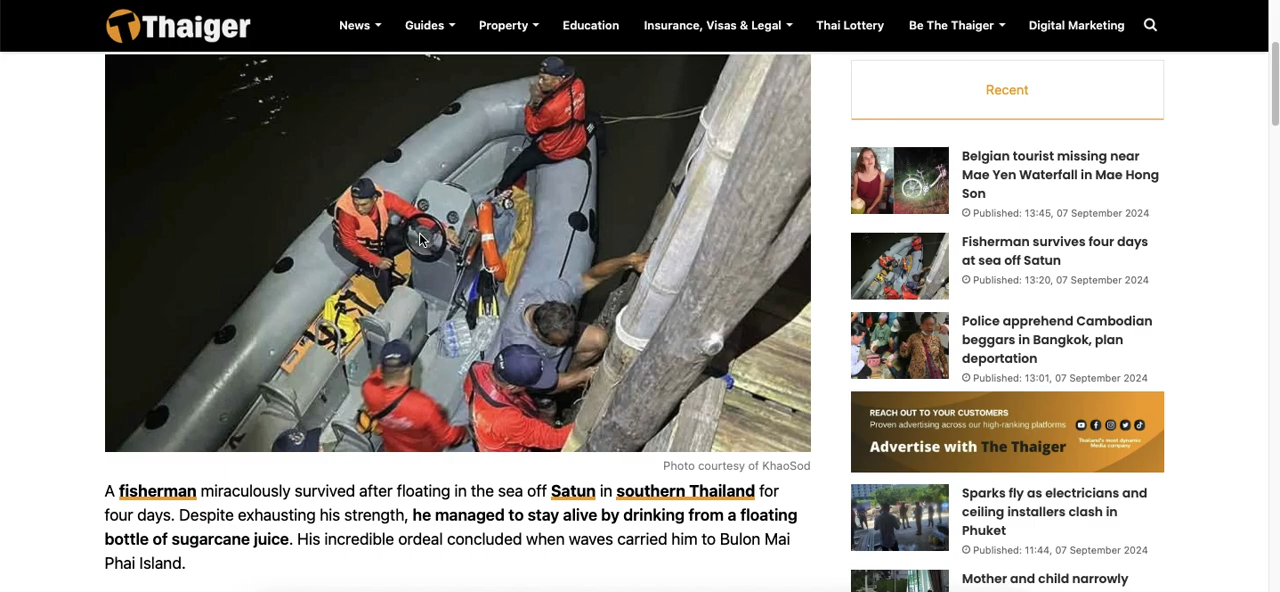 Thaiger
News Guides Property Education Insurance, Visas & Legal Thai Lottery Be The Thaiger Digital Marketing
Photo courtesy of KhaoSod
A fisherman miraculously survived after floating in the sea off Satun in southern Thailand for
four days. Despite exhausting his strength, he managed to stay alive by drinking from a floating
bottle of sugarcane juice. His incredible ordeal concluded when waves carried him to Bulon Mai
Phai Island.
Recent
Belgian tourist missing near
Mae Yen Waterfall in Mae Hong
Son
Published: 13:45, 07 September 2024
Fisherman survives four days
at sea off Satun
Published: 13:20, 07 September 2024
Police apprehend Cambodian
beggars in Bangkok, plan
deportation
Published: 13:01, 07 September 2024
REACH OUT TO YOUR CUSTOMERS
Proven advertising across our high-ranking platforms
Advertise with The Thaiger
Thailand's most dynamic
Media company
Sparks fly as electricians and
ceiling installers clash in
Phuket
Published: 11:44, 07 September 2024
Mother and child narrowly